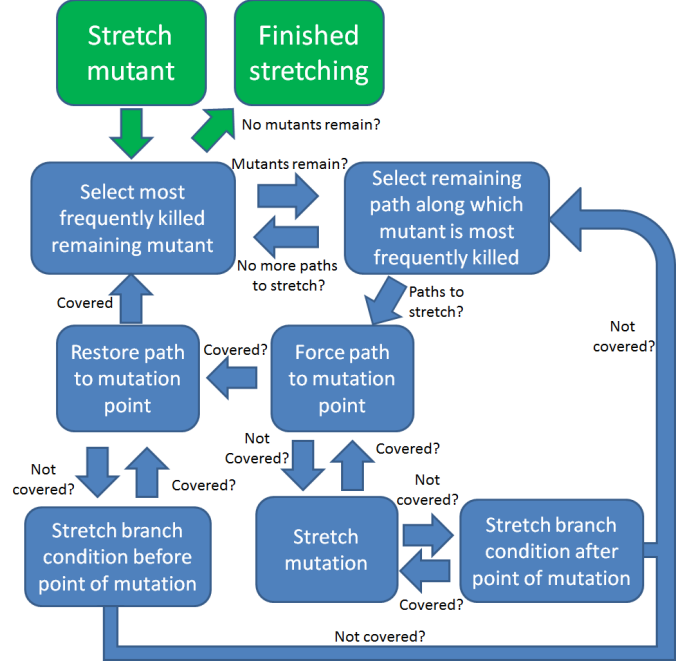 Stretch
mutant
Finished
stretching
No mutants remain?
Select most
frequently killed
remaining mutant
Mutants remain?
No more paths
to stretch?
Select remaining
path along which
mutant is most
frequently killed
Covered
Paths to
stretch?
Not
covered?
Restore path
to mutation
point
Covered?
Force path
to mutation
point
Not
covered?
Covered?
Not
Covered?
Covered?
Not
covered?
Stretch branch
condition before
point of mutation
Stretch
mutation
Stretch branch
condition after
point of mutation
Covered?
Not covered?